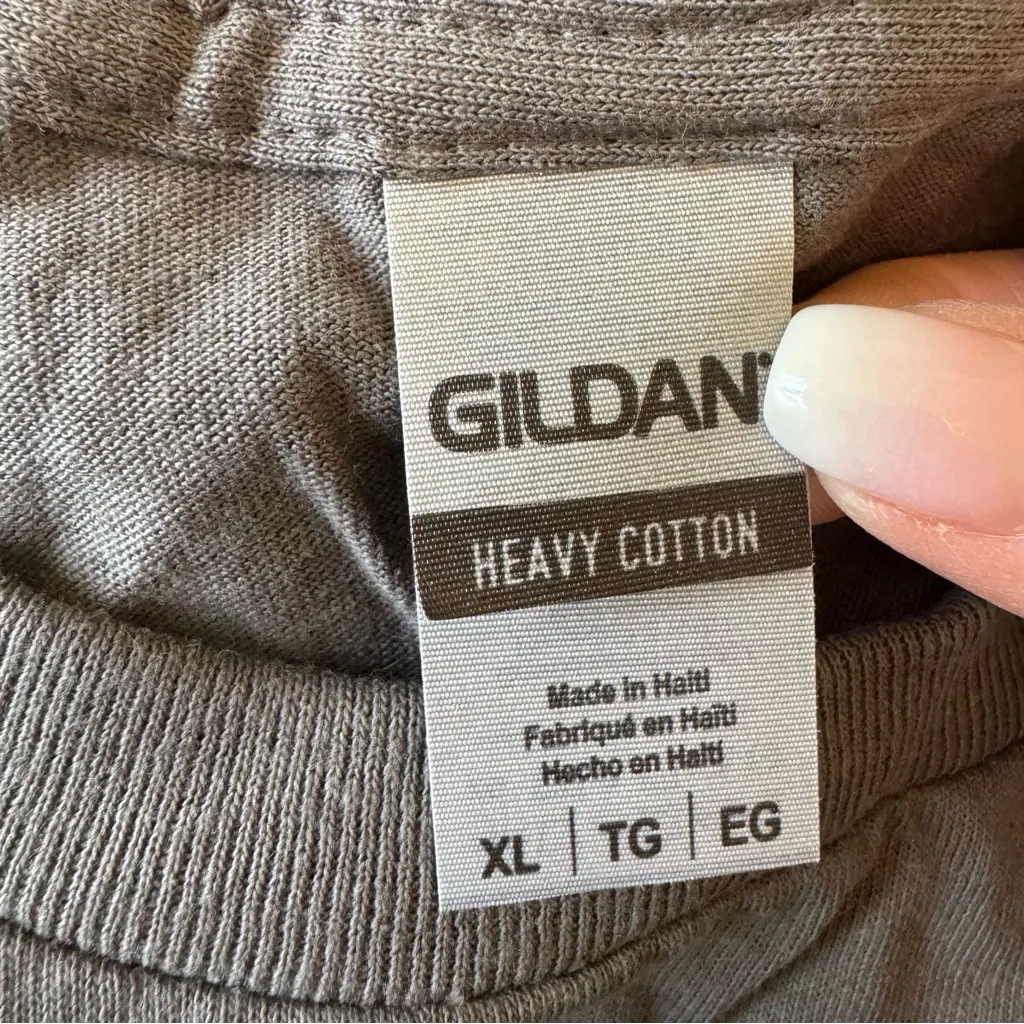 GILDAN
HEAVY COTTON
Made in Haiti
Fabriqué en Haïti
Hecho en Haití
XL | TG | EG